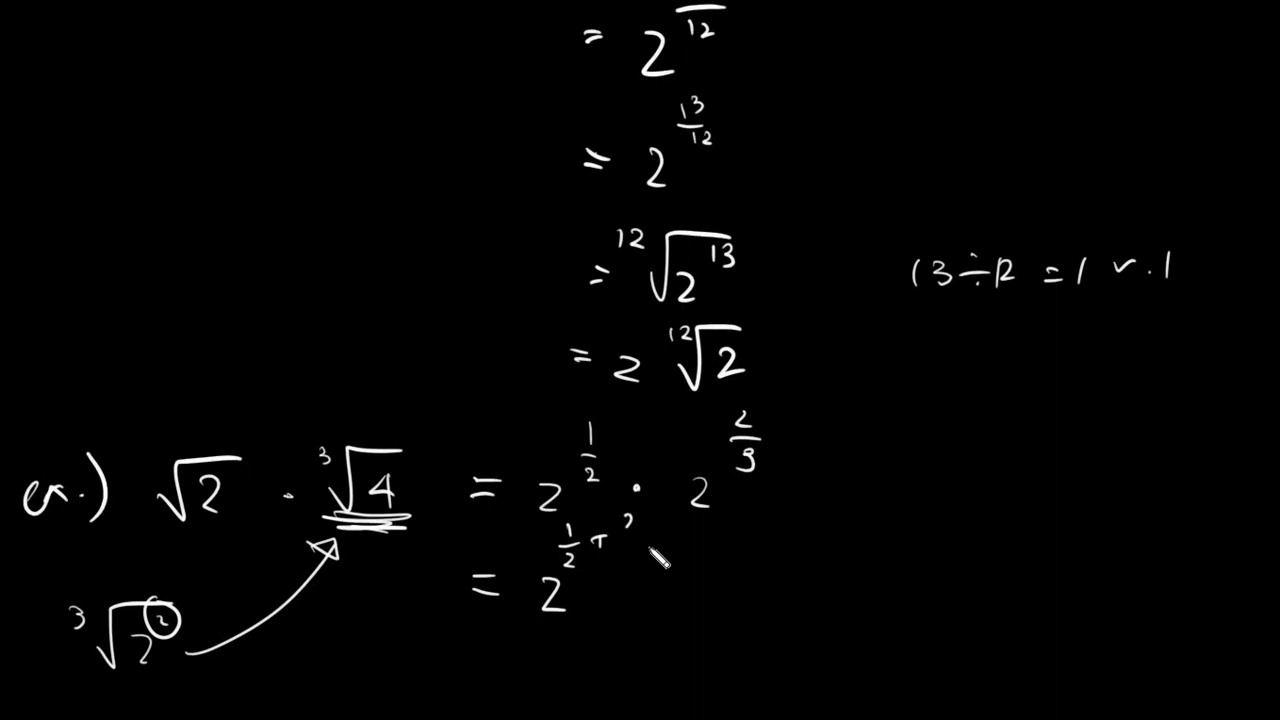 = 2^{‾12}
= 2^{13/12}
= ¹²√(2¹³) 13÷12 = 1 r.1
= 2 ¹²√2
ex.) √2 · ³√4 = 2^{1/2} · 2^{2/3}
= 2^{1/2 +
³√(2²)